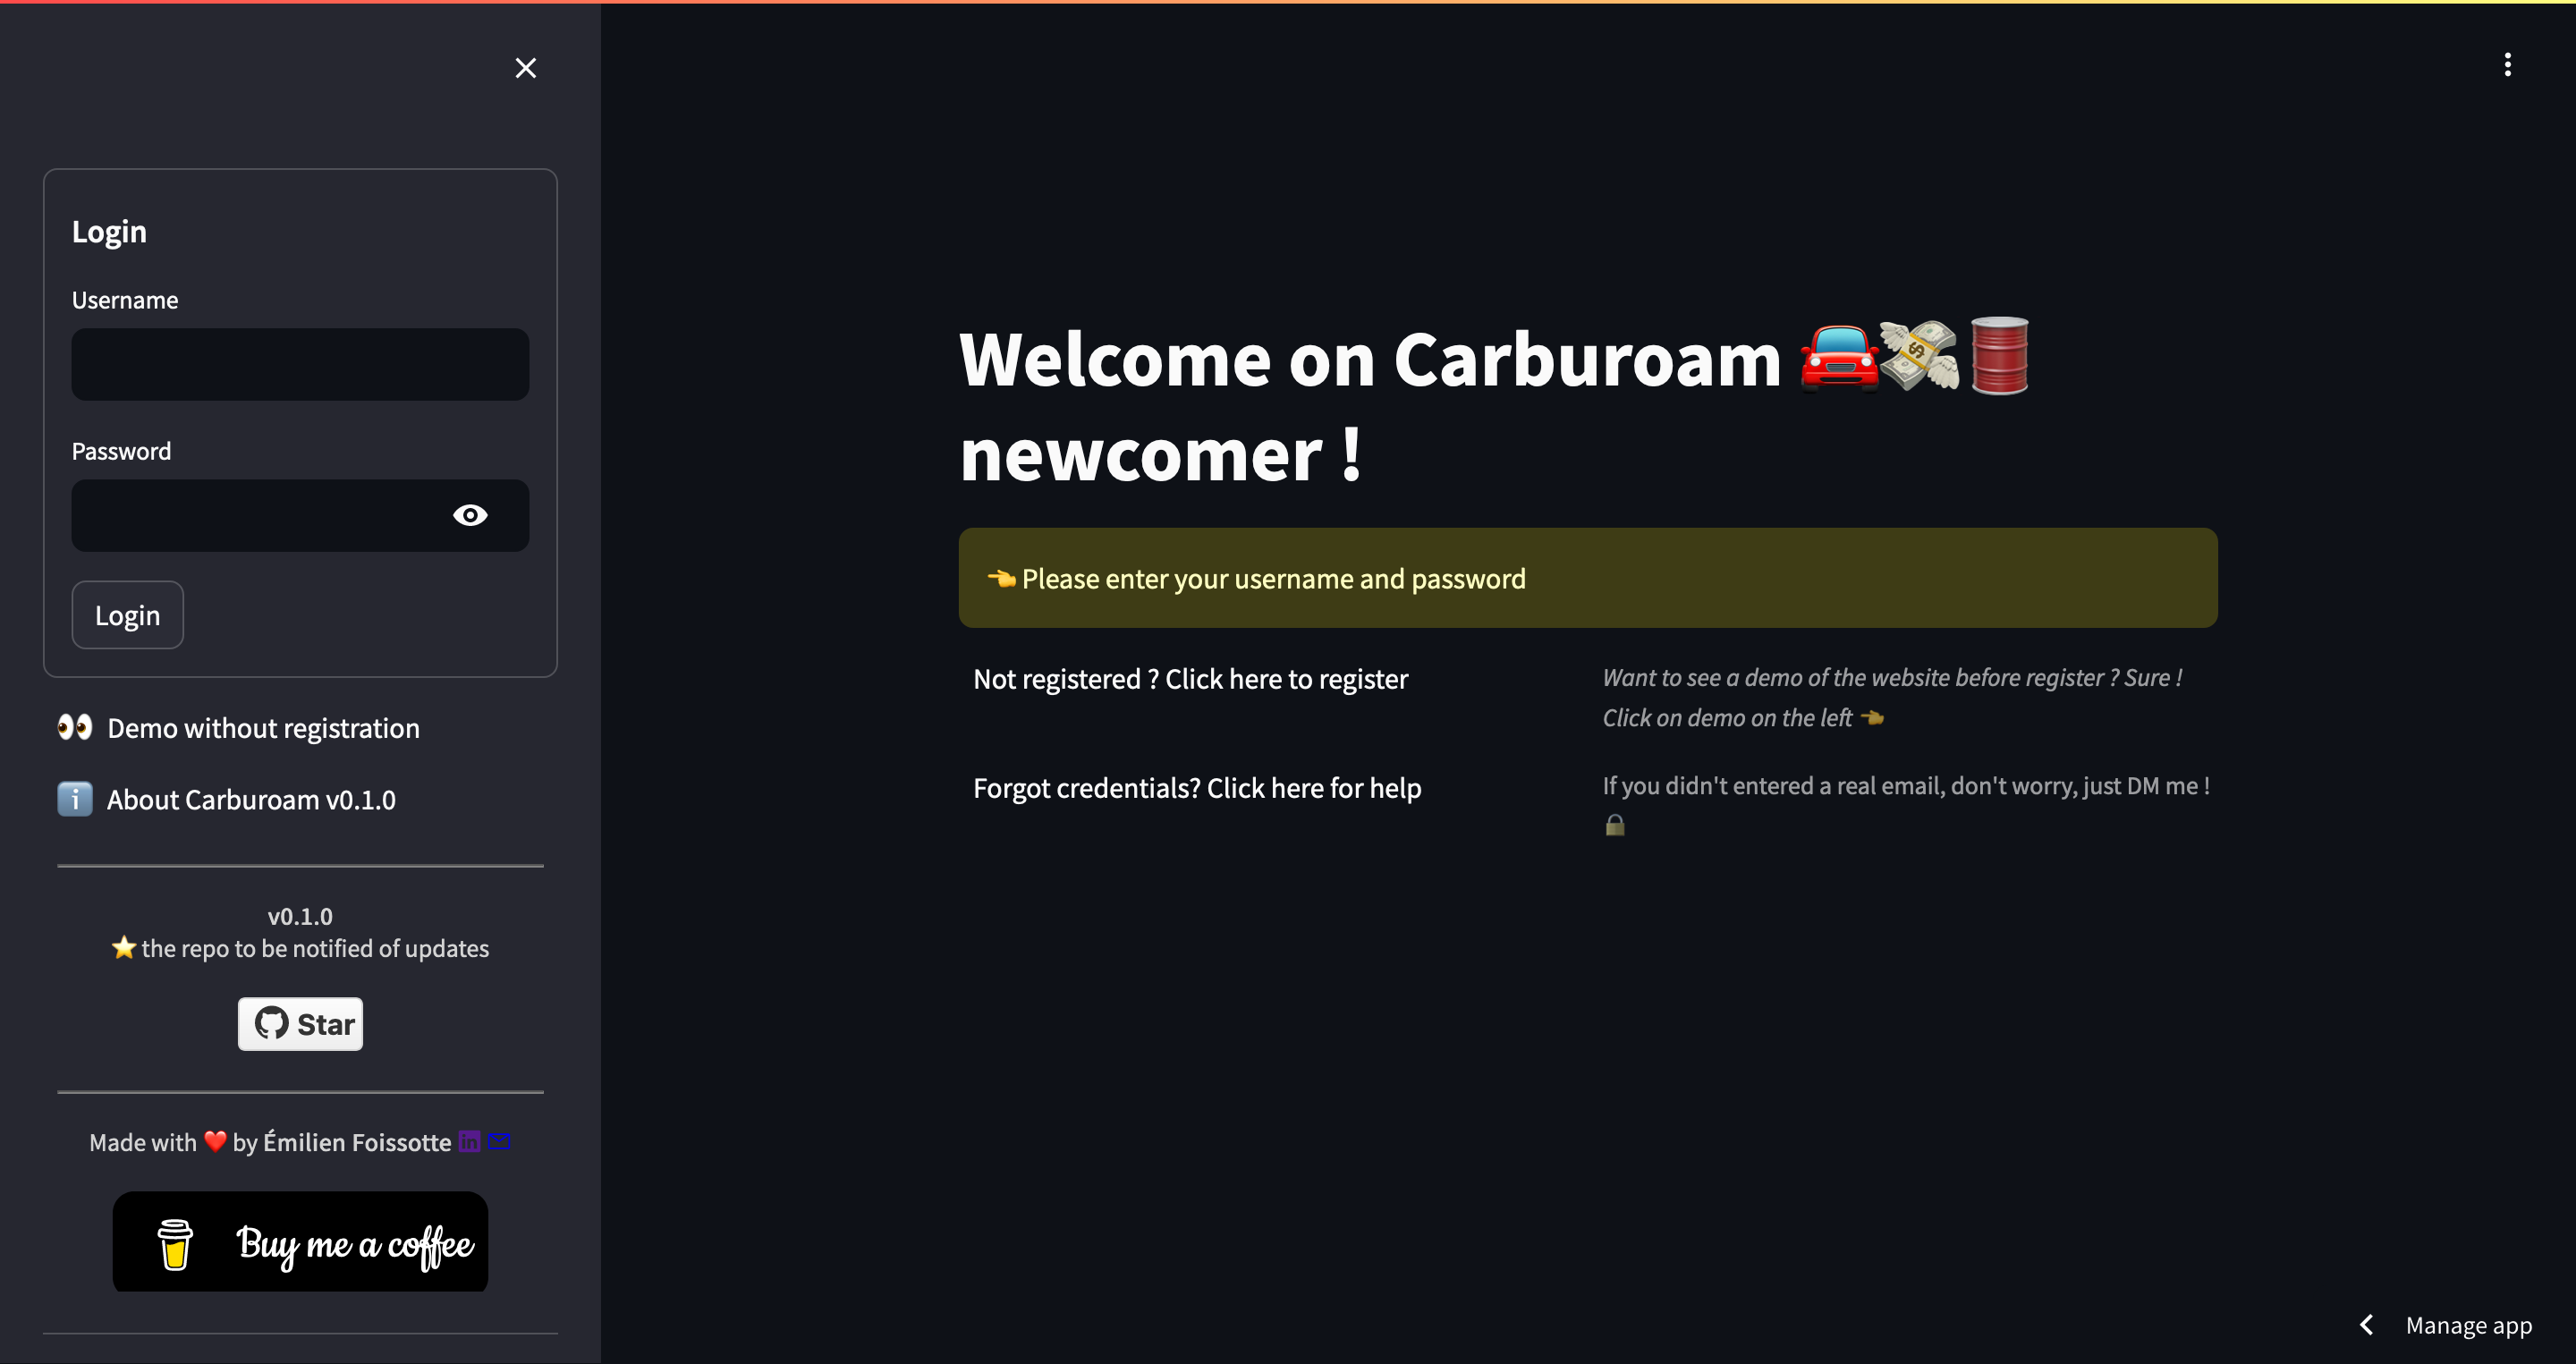 Login
Username
Password
Login
👀 Demo without registration
ℹ️ About Carburoam v0.1.0
v0.1.0
⭐ the repo to be notified of updates
Star
Made with ❤️ by Émilien Foissotte in
Buy me a coffee
Welcome on Carburoam 🚘💸🛢️
newcomer !
👈 Please enter your username and password
Not registered ? Click here to register
Want to see a demo of the website before register ? Sure !
Click on demo on the left 👈
Forgot credentials? Click here for help
If you didn't entered a real email, don't worry, just DM me !
🔒
Manage app